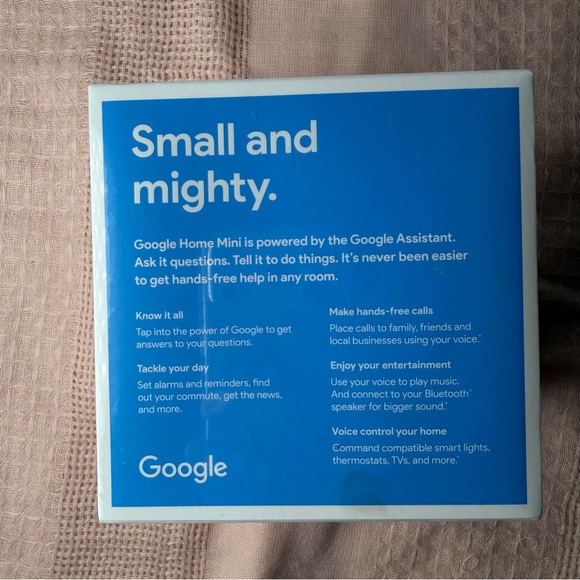 Small and
mighty.
Google Home Mini is powered by the Google Assistant.
Ask it questions. Tell it to do things. It's never been easier
to get hands-free help in any room.
Know it all
Tap into the power of Google to get
answers to your questions.
Tackle your day
Set alarms and reminders, find
out your commute, get the news,
and more.
Make hands-free calls
Place calls to family, friends and
local businesses using your voice.*
Enjoy your entertainment
Use your voice to play music.
And connect to your Bluetooth®
speaker for bigger sound.*
Voice control your home
Command compatible smart lights,
thermostats, TVs, and more.*
Google